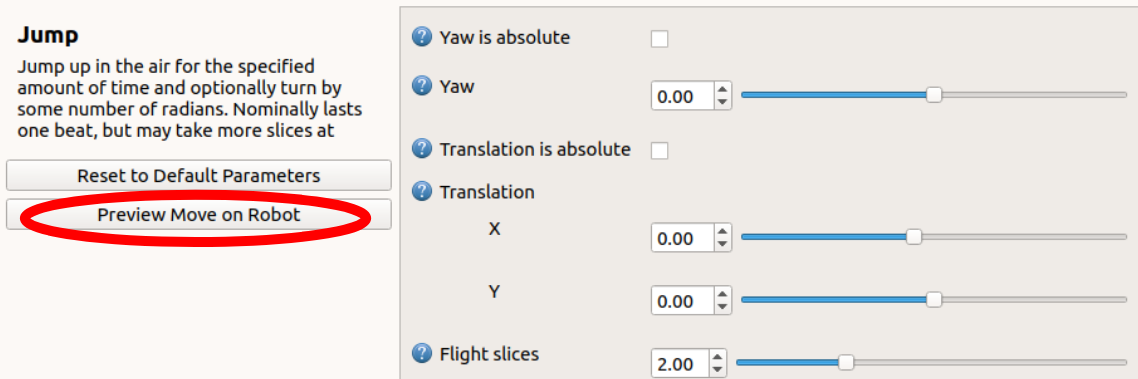 Jump
Jump up in the air for the specified
amount of time and optionally turn by
some number of radians. Nominally lasts
one beat, but may take more slices at
Reset to Default Parameters
Preview Move on Robot
? Yaw is absolute
? Yaw
0.00
? Translation is absolute
? Translation
X
0.00
Y
0.00
? Flight slices
2.00